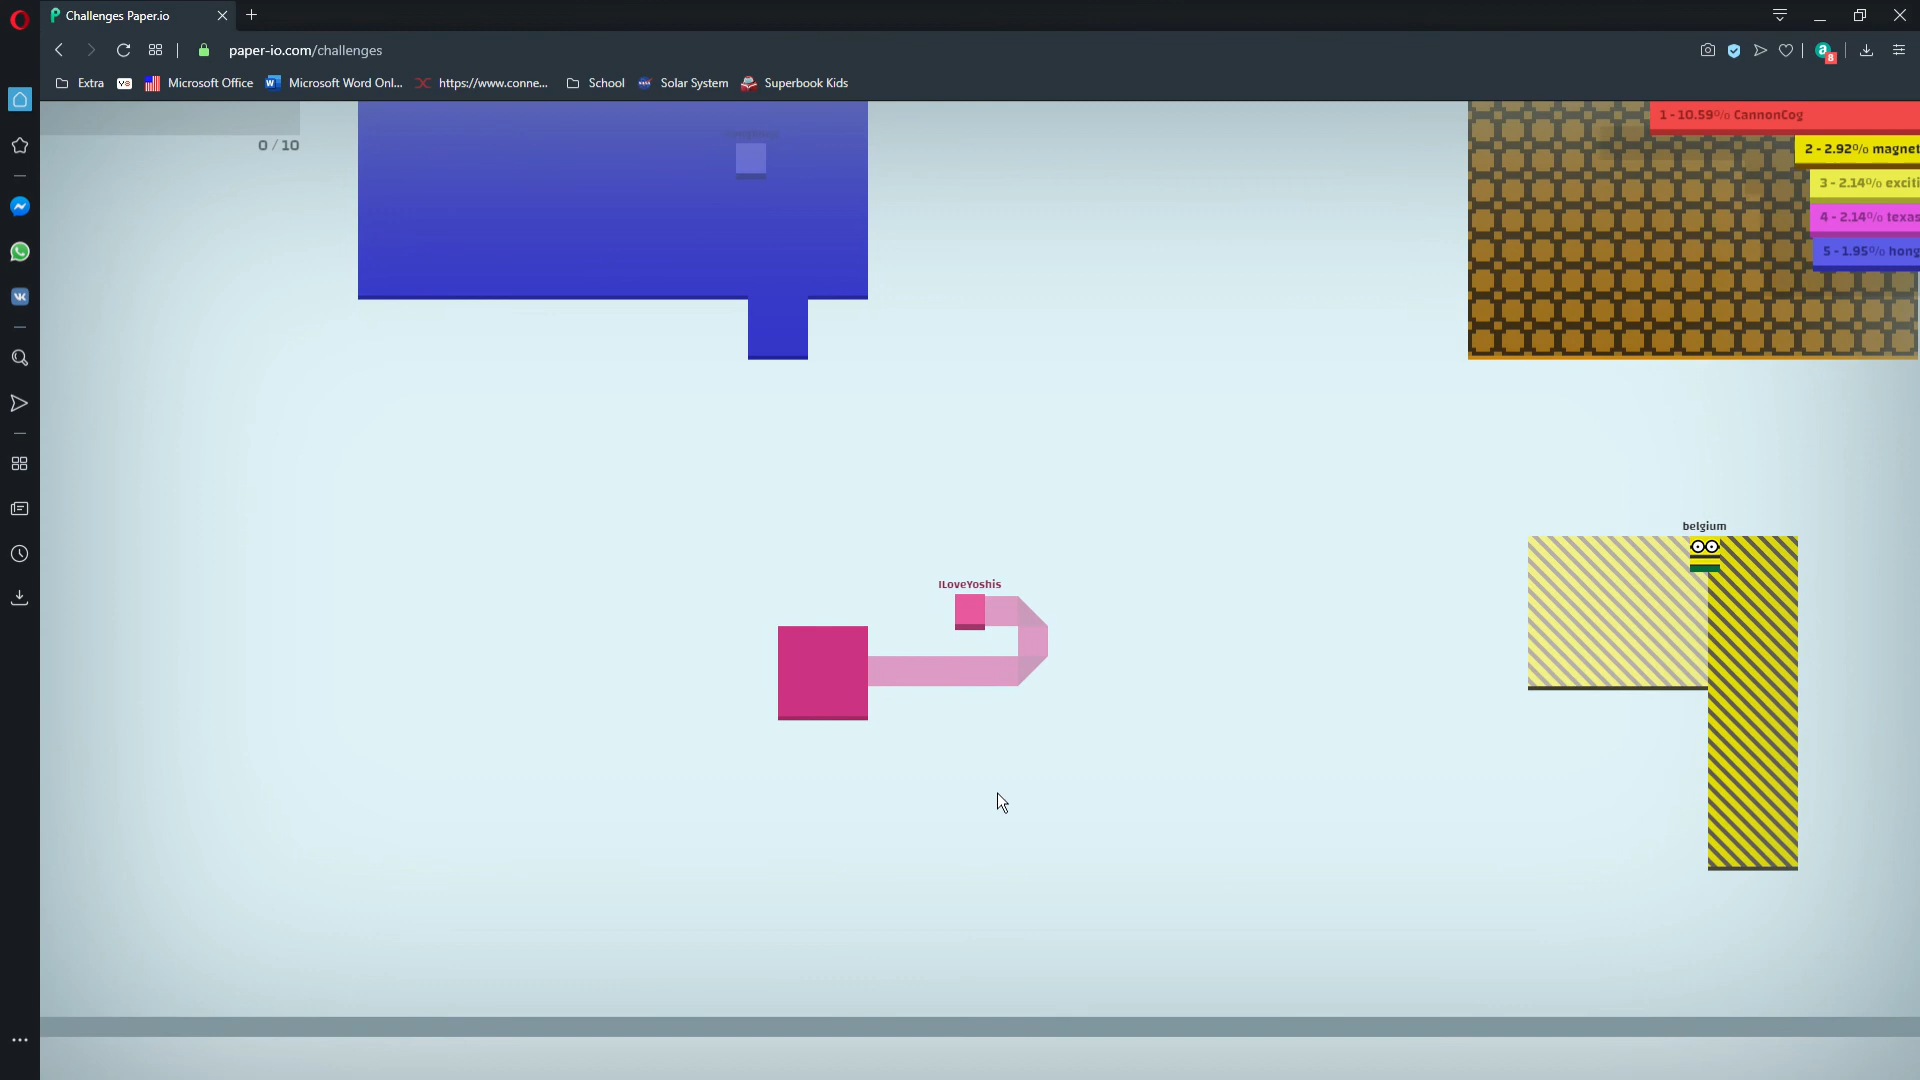 Challenges Paper.io
paper-io.com/challenges
Extra
Microsoft Office
Microsoft Word Onl...
https://www.conne...
School
Solar System
Superbook Kids
8
0 / 10
1 - 10.59% CannonCog
2 - 2.92% magnet
3 - 2.14% exciti
4 - 2.14% texas
5 - 1.95% hong
belgium
ILoveYoshis